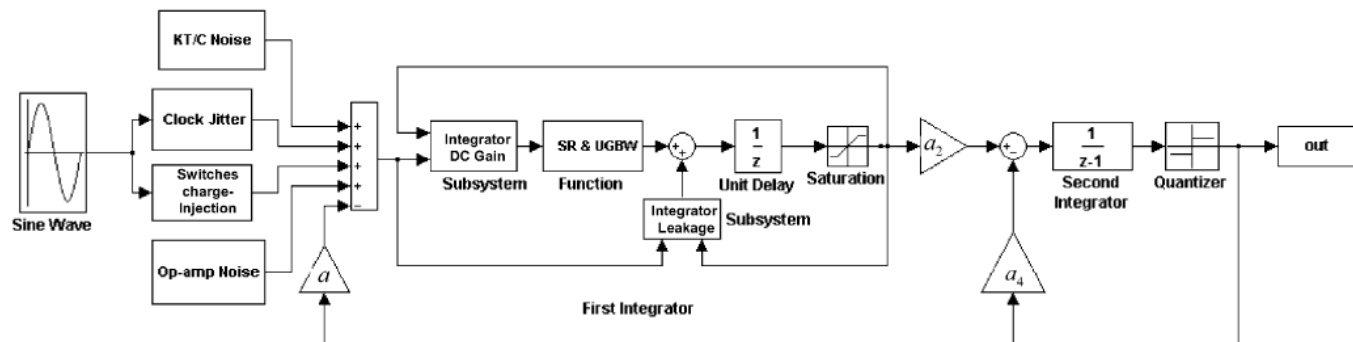 KT/C Noise
Clock Jitter
Switches
charge-
Injection
Sine Wave
Op-amp Noise
+
+
+
+
−
a
Integrator
DC Gain
Subsystem
SR & UGBW
Function
+
+
1
z
Unit Delay
Saturation
Integrator
Leakage
Subsystem
First Integrator
a2
+
−
1
z-1
Second
Integrator
Quantizer
a4
out